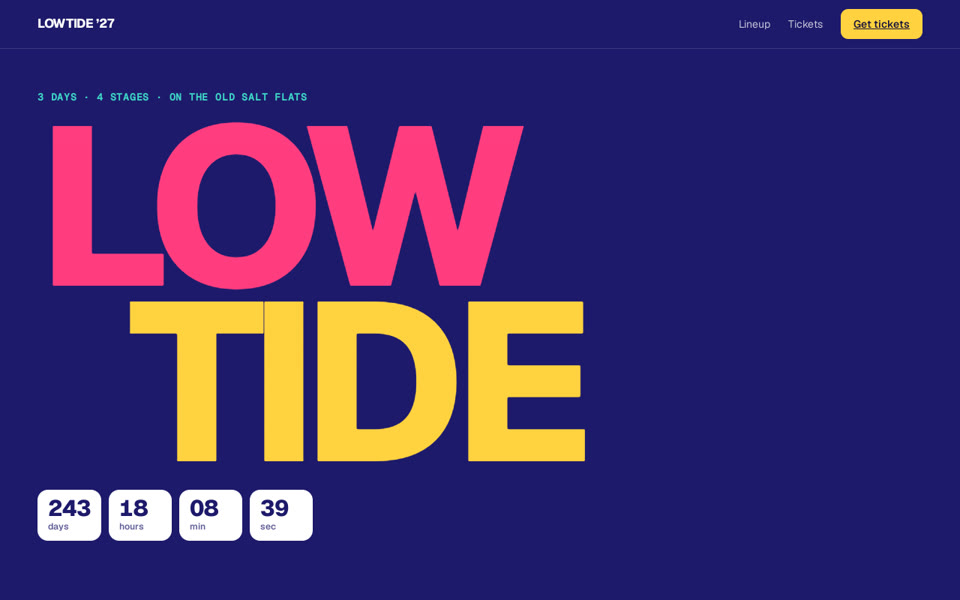 LOWTIDE ’27
Lineup
Tickets
Get tickets
3 DAYS · 4 STAGES · ON THE OLD SALT FLATS
LOW
TIDE
243
days
18
hours
08
min
39
sec